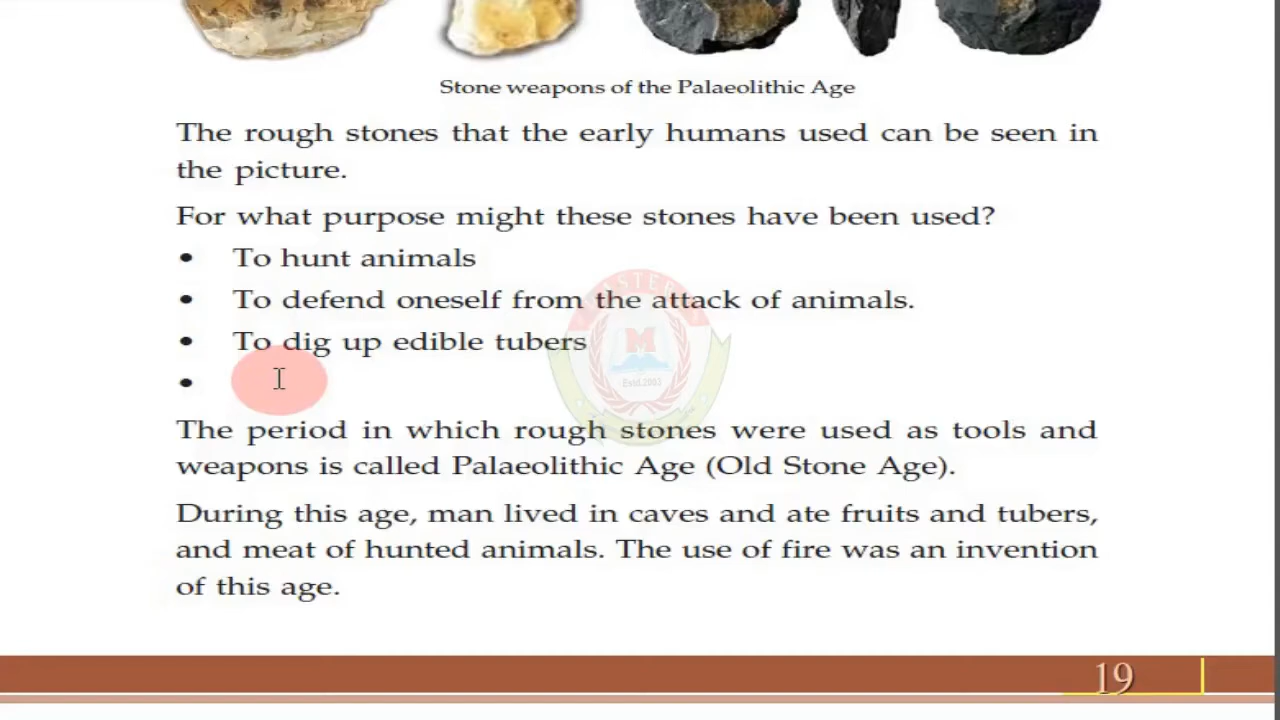 Stone weapons of the Palaeolithic Age
The rough stones that the early humans used can be seen in
the picture.
For what purpose might these stones have been used?
• To hunt animals
• To defend oneself from the attack of animals.
• To dig up edible tubers
•
The period in which rough stones were used as tools and
weapons is called Palaeolithic Age (Old Stone Age).
During this age, man lived in caves and ate fruits and tubers,
and meat of hunted animals. The use of fire was an invention
of this age.
19
M
Estd.2003